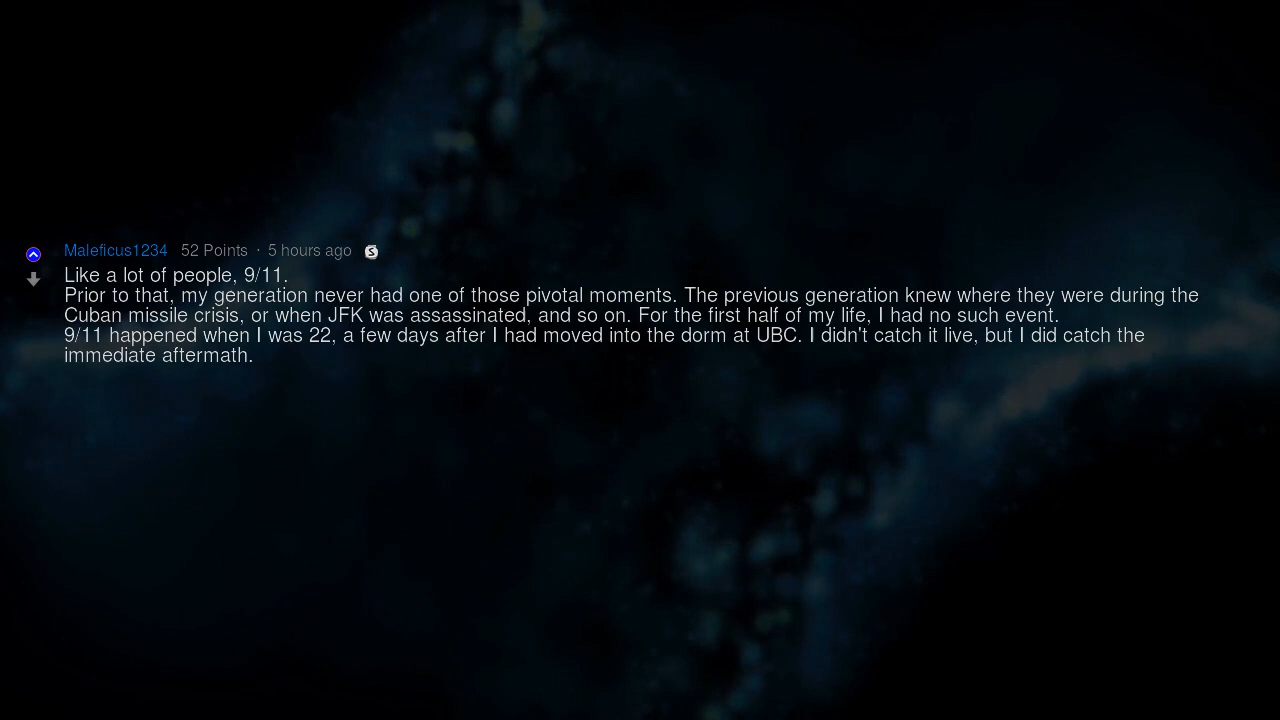 Maleficus1234 52 Points · 5 hours ago S
Like a lot of people, 9/11.
Prior to that, my generation never had one of those pivotal moments. The previous generation knew where they were during the
Cuban missile crisis, or when JFK was assassinated, and so on. For the first half of my life, I had no such event.
9/11 happened when I was 22, a few days after I had moved into the dorm at UBC. I didn't catch it live, but I did catch the
immediate aftermath.